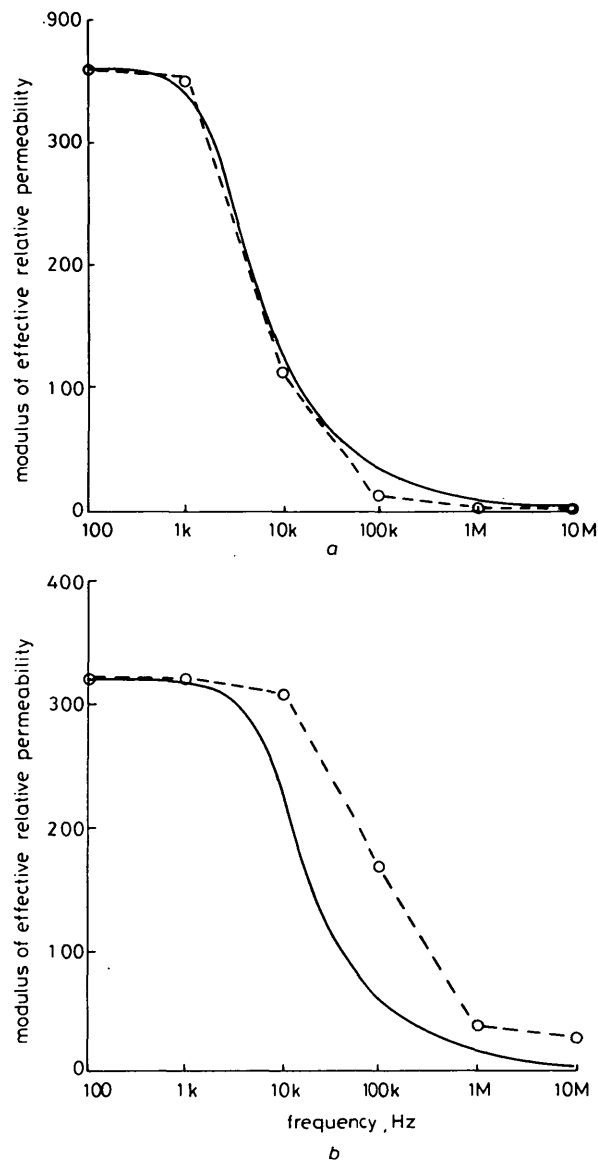 900
300
200
100
0
100 1k 10k 100k 1M 10M
modulus of effective relative permeability
a
400
300
200
100
0
100 1k 10k 100k 1M 10M
modulus of effective relative permeability
frequency, Hz
b